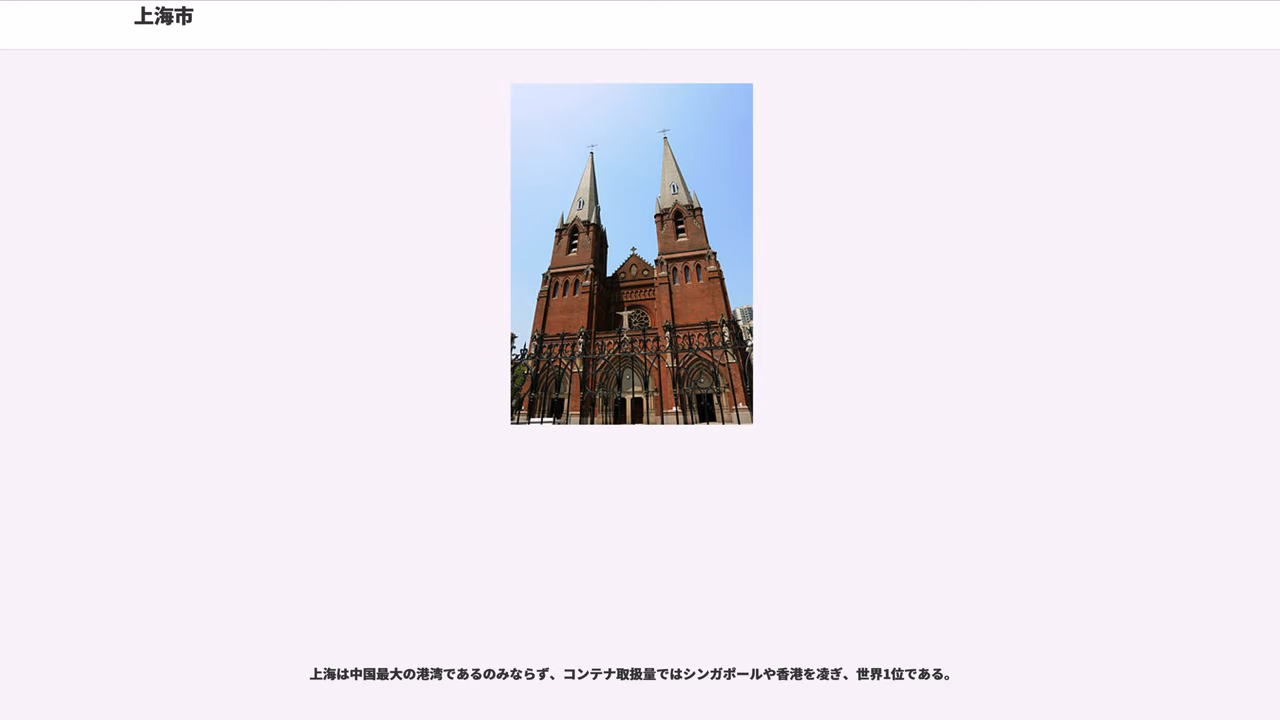 上海市
上海は中国最大の港湾であるのみならず、コンテナ取扱量ではシンガポールや香港を凌ぎ、世界1位である。